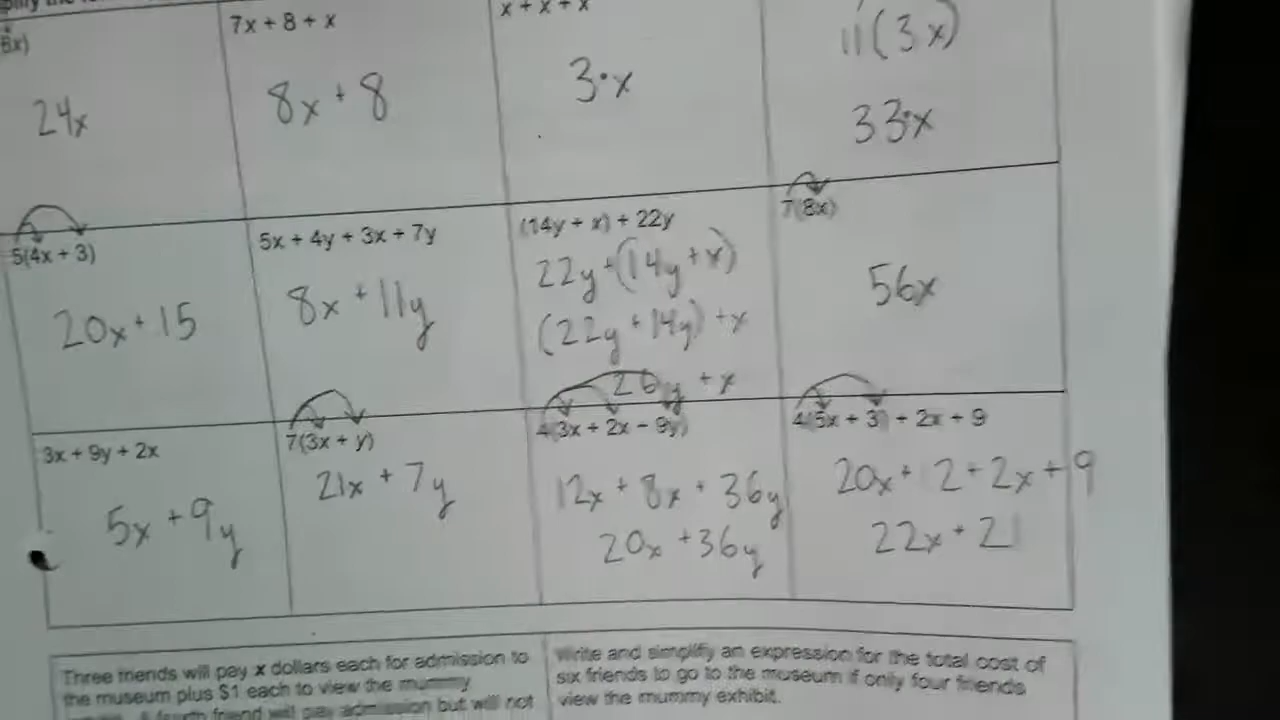 7x + 8 + x
x + x + x
8x)
24x
8x + 8
3·x
11(3x)
33·x
5(4x + 3)
20x + 15
5x + 4y + 3x + 7y
8x + 11y
(14y + x) + 22y
22y + (14y + x)
(22y + 14y) + x
26y + x
7(8x)
56x
3x + 9y + 2x
5x + 9y
7(3x + y)
21x + 7y
4(3x + 2x - 9y)
12x + 8x + 36y
20x + 36y
4(5x + 3) + 2x + 9
20x + 12 + 2x + 9
22x + 21
Three friends will pay x dollars each for admission to
the museum plus $1 each to view the mummy
A fourth friend will pay admission but will not
Write and simplify an expression for the total cost of
six friends to go to the museum if only four friends
view the mummy exhibit.